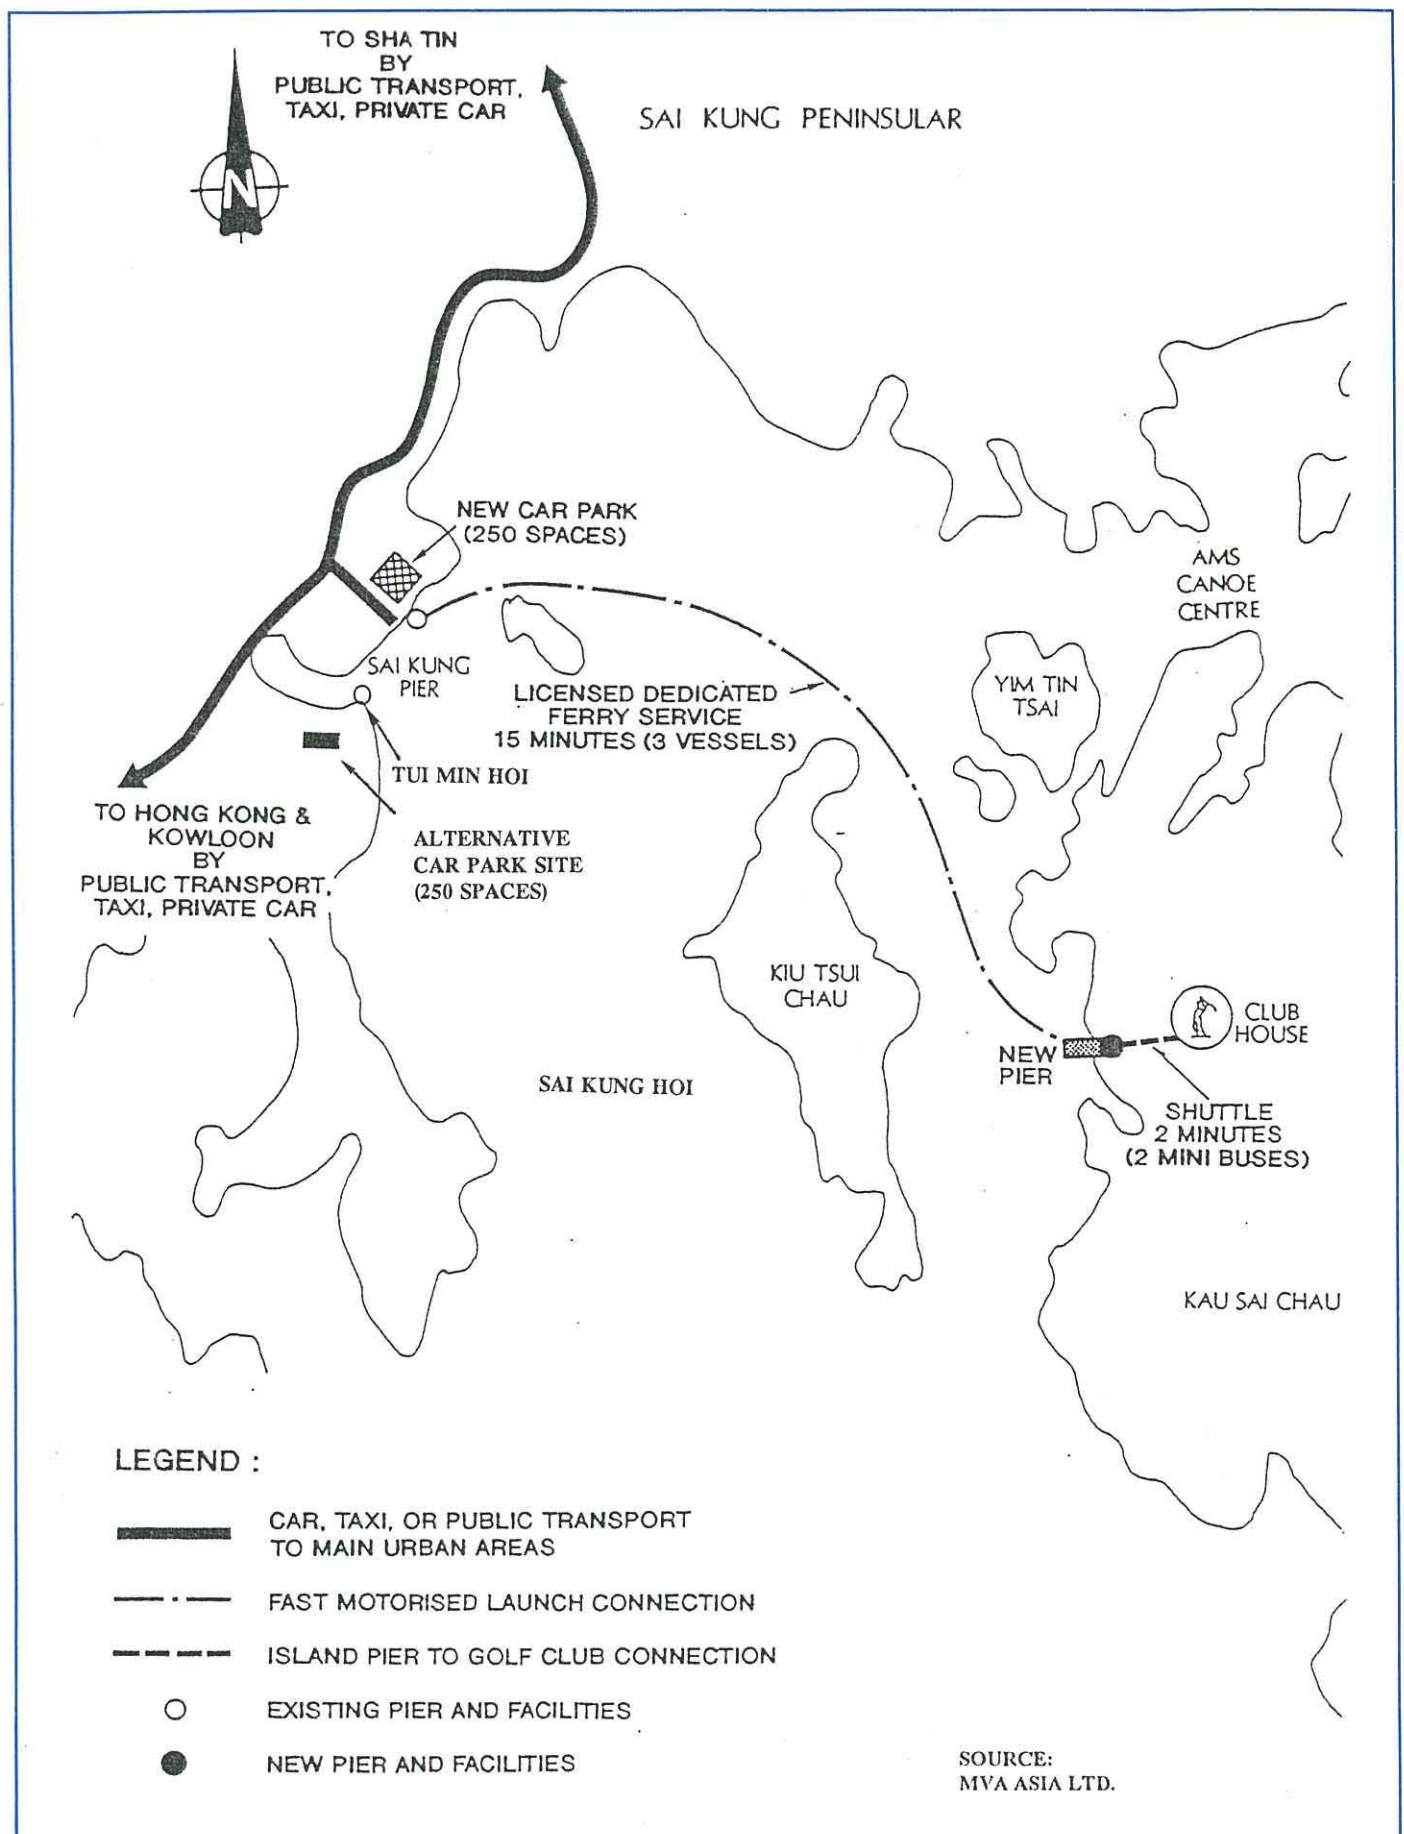 TO SHA TIN
BY
PUBLIC TRANSPORT,
TAXI, PRIVATE CAR
SAI KUNG PENINSULAR
N
NEW CAR PARK
(250 SPACES)
AMS
CANOE
CENTRE
SAI KUNG
PIER
LICENSED DEDICATED
FERRY SERVICE
15 MINUTES (3 VESSELS)
YIM TIN
TSAI
TUI MIN HOI
TO HONG KONG &
KOWLOON
BY
PUBLIC TRANSPORT,
TAXI, PRIVATE CAR
ALTERNATIVE
CAR PARK SITE
(250 SPACES)
KIU TSUI
CHAU
CLUB
HOUSE
NEW
PIER
SAI KUNG HOI
SHUTTLE
2 MINUTES
(2 MINI BUSES)
KAU SAI CHAU
LEGEND :
CAR, TAXI, OR PUBLIC TRANSPORT
TO MAIN URBAN AREAS
FAST MOTORISED LAUNCH CONNECTION
ISLAND PIER TO GOLF CLUB CONNECTION
EXISTING PIER AND FACILITIES
NEW PIER AND FACILITIES
SOURCE:
MVA ASIA LTD.